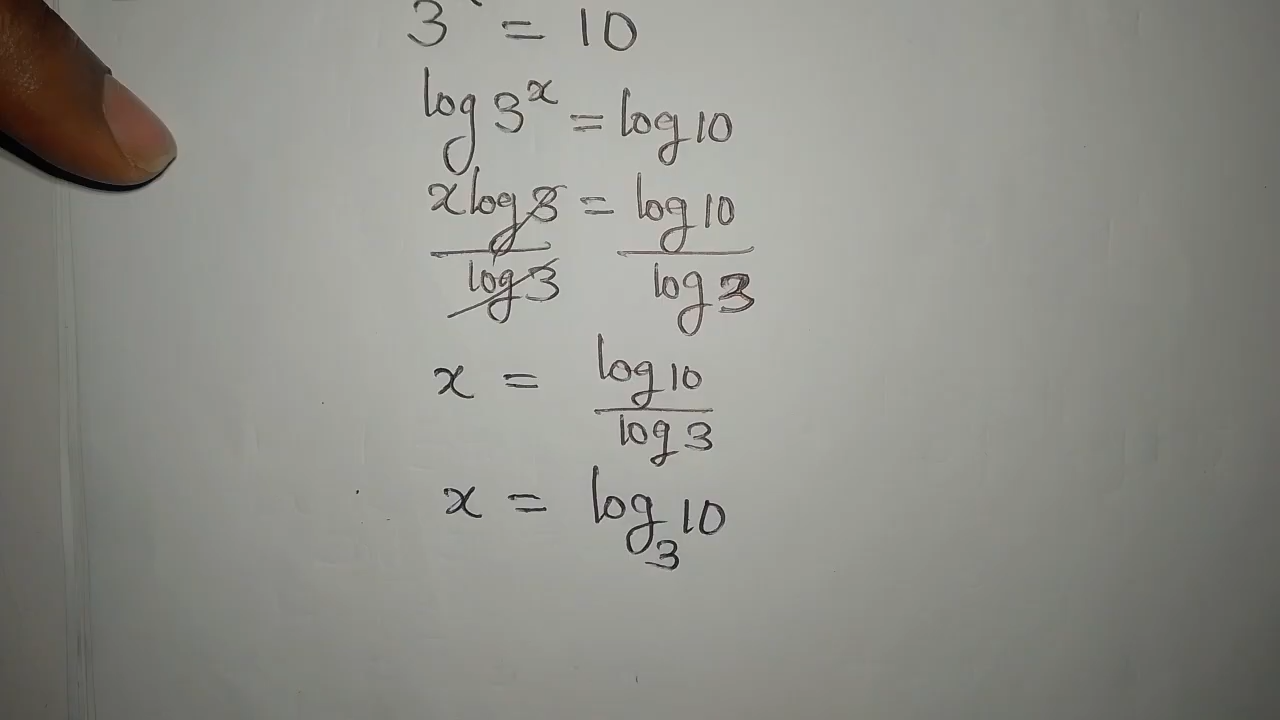 3 = 10
log 3^x = log 10
x log 3 = log 10
log 3 log 3
x = log 10
log 3
x = log_3 10